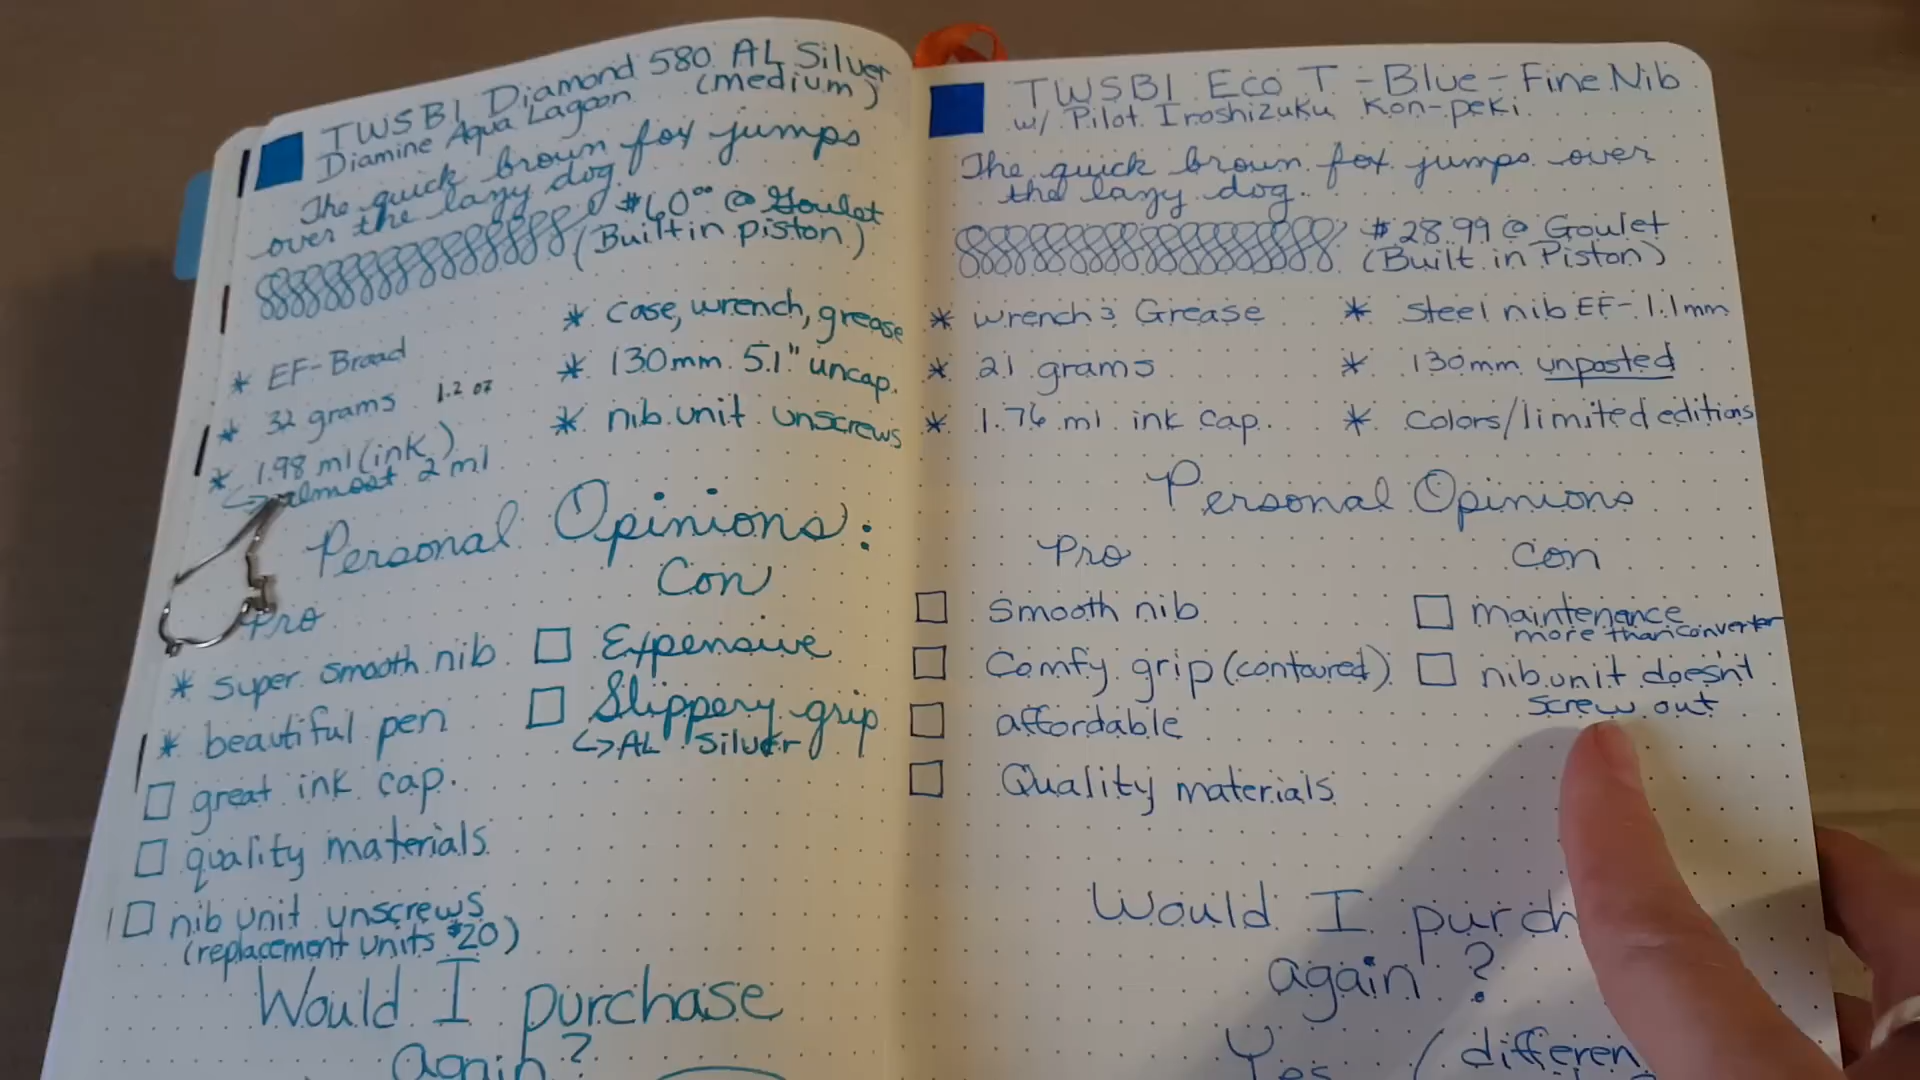 TWSBI Diamond 580 AL Silver
Diamine Aqua Lagoon (medium)
The quick brown fox jumps
over the lazy dog.
$60.00 @ Goulet
(Built in piston)
* EF-Broad
* 32 grams 1.2 oz
* 1.98 ml (ink)
↳ almost 2 ml
* case, wrench, grease
* 130mm 5.1" uncap.
* nib unit unscrews
Personal Opinions:
Pro
* super smooth nib
* beautiful pen
□ great ink cap.
□ quality materials
□ nib unit unscrews
(replacement units $20)
Con
□ Expensive
□ Slippery grip
↳ AL Silver
Would I purchase
Again?
TWSBI Eco T - Blue - Fine Nib
w/ Pilot Iroshizuku Kon-peki
The quick brown fox jumps over
the lazy dog.
$28.99 @ Goulet
(Built in Piston)
* wrench & Grease
* 21 grams
* 1.76 ml ink cap.
* steel nib EF-1.1mm
* 130mm unposted
* colors/limited editions
Personal Opinions
Pro
□ Smooth nib
□ Comfy grip (contoured)
□ affordable
□ Quality materials
Con
□ maintenance
more than converter
□ nib unit doesn't
screw out
Would I purch
again?
Yes (differen